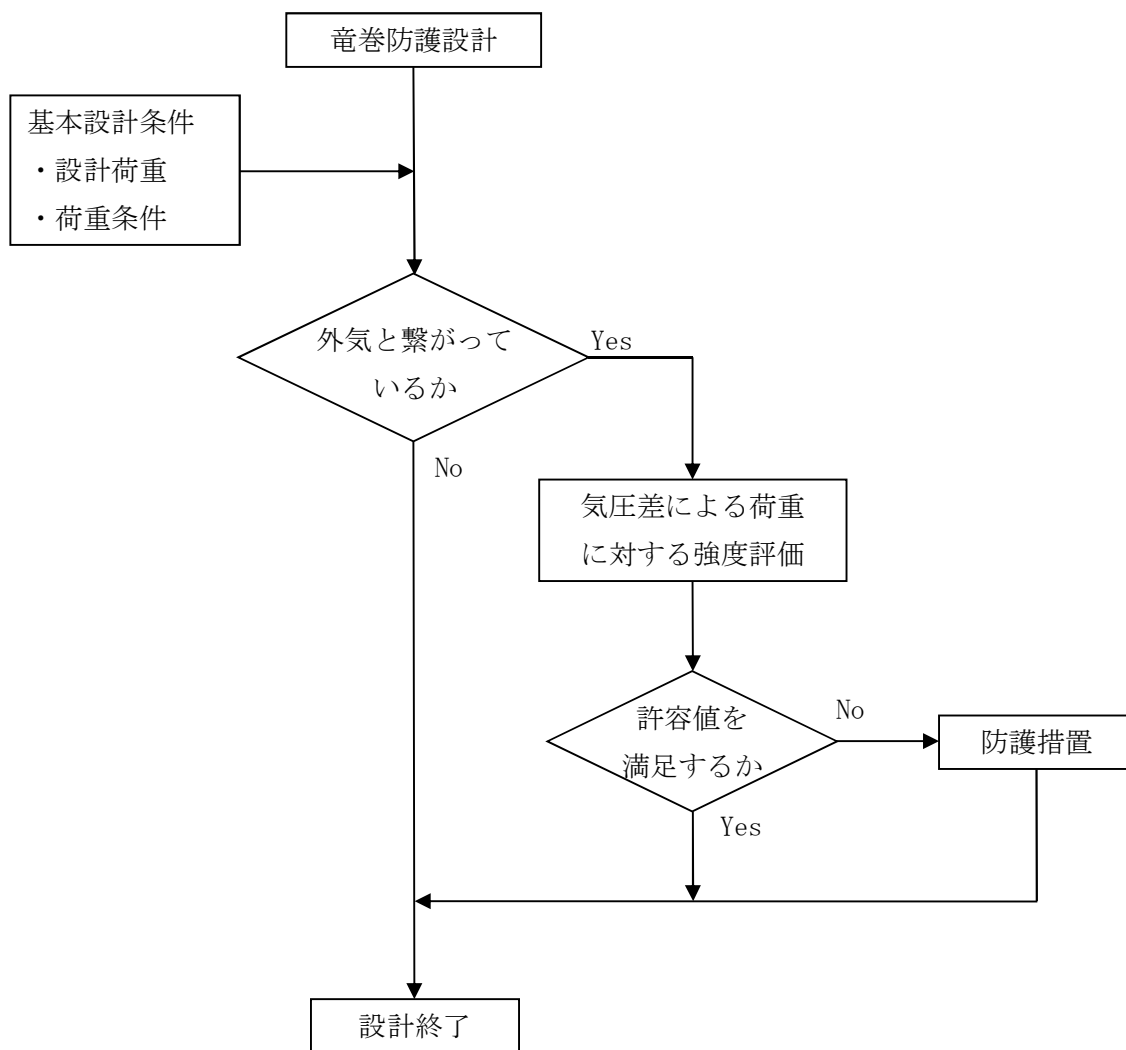 竜巻防護設計
基本設計条件
・設計荷重
・荷重条件
外気と繋がって
いるか
Yes
No
気圧差による荷重
に対する強度評価
許容値を
満足するか
No
防護措置
Yes
設計終了